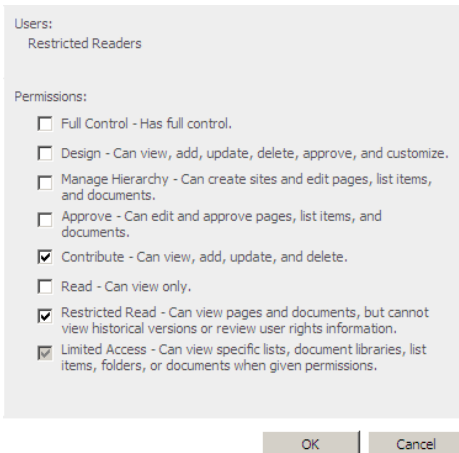 Users:
Restricted Readers
Permissions:
Full Control - Has full control.
Design - Can view, add, update, delete, approve, and customize.
Manage Hierarchy - Can create sites and edit pages, list items,
and documents.
Approve - Can edit and approve pages, list items, and
documents.
Contribute - Can view, add, update, and delete.
Read - Can view only.
Restricted Read - Can view pages and documents, but cannot
view historical versions or review user rights information.
Limited Access - Can view specific lists, document libraries, list
items, folders, or documents when given permissions.
OK Cancel